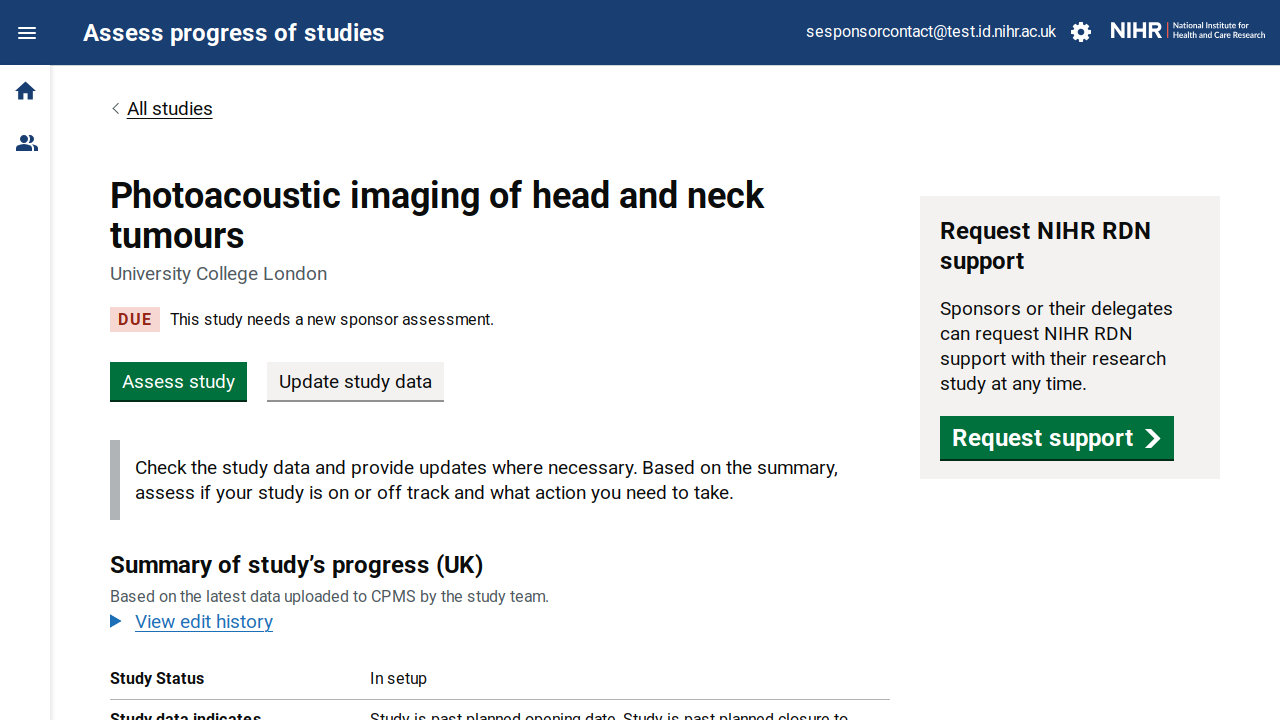 Assess progress of studies
sesponsorcontact@test.id.nihr.ac.uk
NIHR | National Institute for
Health and Care Research
All studies
Photoacoustic imaging of head and neck
tumours
University College London
DUE This study needs a new sponsor assessment.
Assess study
Update study data
Check the study data and provide updates where necessary. Based on the summary,
assess if your study is on or off track and what action you need to take.
Summary of study’s progress (UK)
Based on the latest data uploaded to CPMS by the study team.
View edit history
Study Status In setup
Study data indicates Study is past planned opening date, Study is past planned closure to
Request NIHR RDN
support
Sponsors or their delegates
can request NIHR RDN
support with their research
study at any time.
Request support